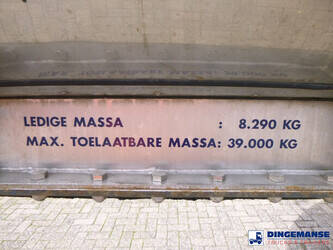 LEDIGE MASSA : 8.290 KG
MAX. TOELAATBARE MASSA: 39.000 KG
DINGEMANSE